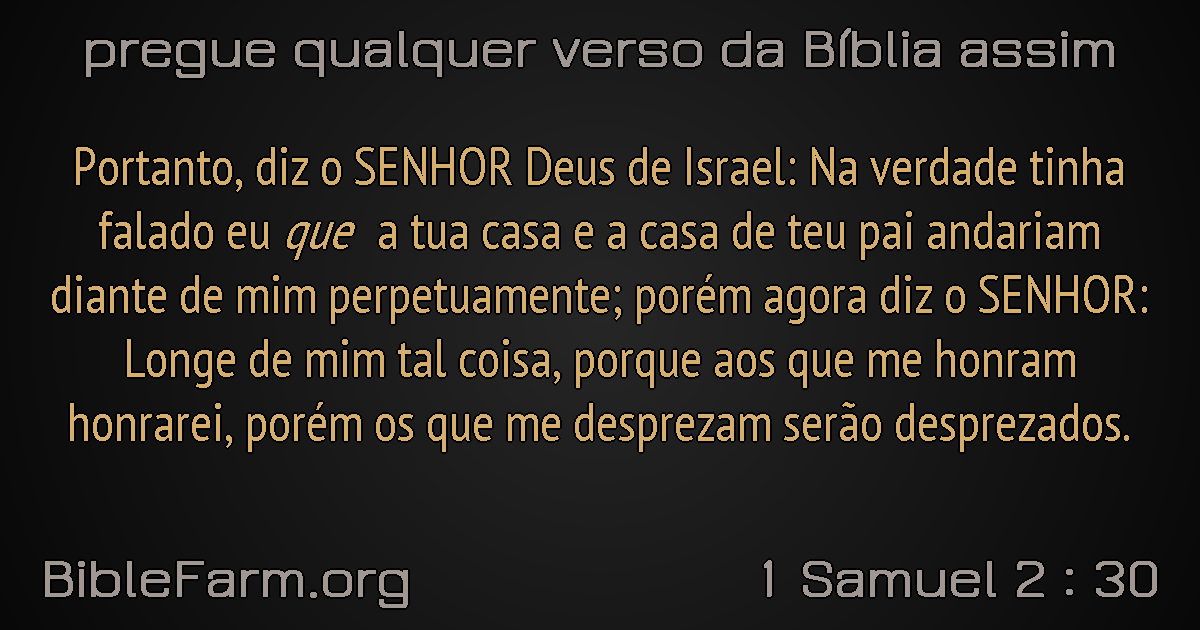 pregue qualquer verso da Bíblia assim
Portanto, diz o SENHOR Deus de Israel: Na verdade tinha
falado eu que a tua casa e a casa de teu pai andariam
diante de mim perpetuamente; porém agora diz o SENHOR:
Longe de mim tal coisa, porque aos que me honram
honrarei, porém os que me desprezam serão desprezados.
BibleFarm.org
1 Samuel 2 : 30